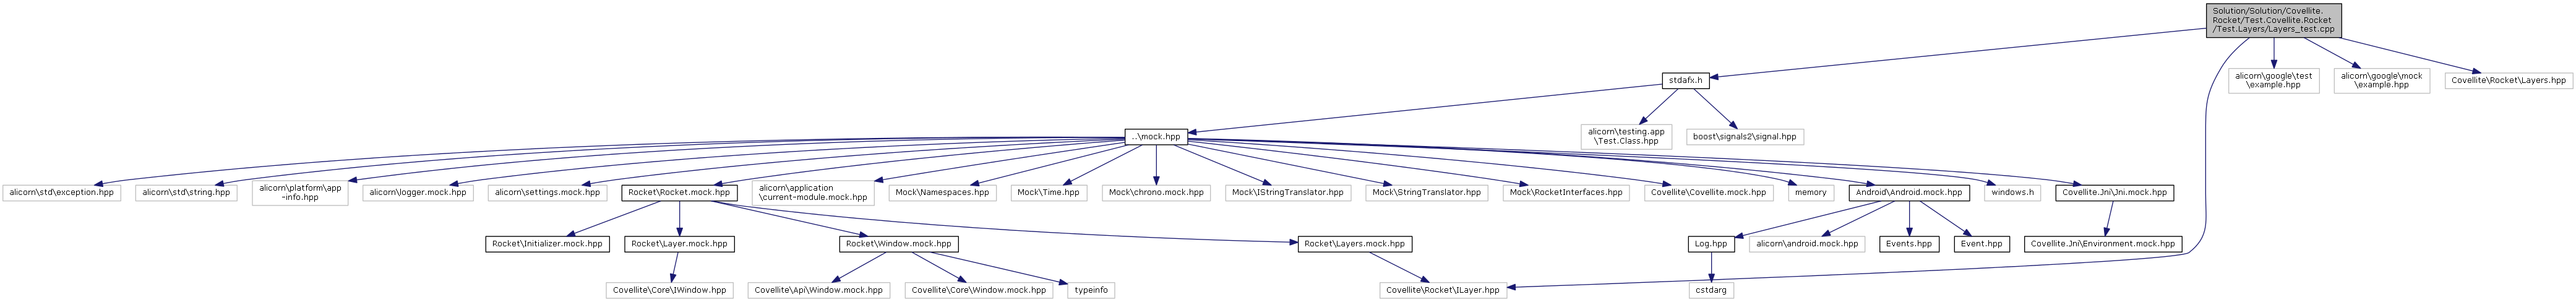 Solution/Solution/Covellite.
Rocket/Test.Covellite.Rocket
/Test.Layers/Layers_test.cpp
stdafx.h
alicorn\google\test
\example.hpp
alicorn\google\mock
\example.hpp
Covellite\Rocket\Layers.hpp
..\mock.hpp
alicorn\testing.app
\Test.Class.hpp
boost\signals2\signal.hpp
alicorn\std\exception.hpp
alicorn\std\string.hpp
alicorn\platform\app
-info.hpp
alicorn\logger.mock.hpp
alicorn\settings.mock.hpp
Rocket\Rocket.mock.hpp
alicorn\application
\current-module.mock.hpp
Mock\Namespaces.hpp
Mock\Time.hpp
Mock\chrono.mock.hpp
Mock\IStringTranslator.hpp
Mock\StringTranslator.hpp
Mock\RocketInterfaces.hpp
Covellite\Covellite.mock.hpp
memory
Android\Android.mock.hpp
windows.h
Covellite.Jni\Jni.mock.hpp
Rocket\Initializer.mock.hpp
Rocket\Layer.mock.hpp
Rocket\Window.mock.hpp
Rocket\Layers.mock.hpp
Log.hpp
alicorn\android.mock.hpp
Events.hpp
Event.hpp
Covellite.Jni\Environment.mock.hpp
Covellite\Core\IWindow.hpp
Covellite\Api\Window.mock.hpp
Covellite\Core\Window.mock.hpp
typeinfo
Covellite\Rocket\ILayer.hpp
cstdarg